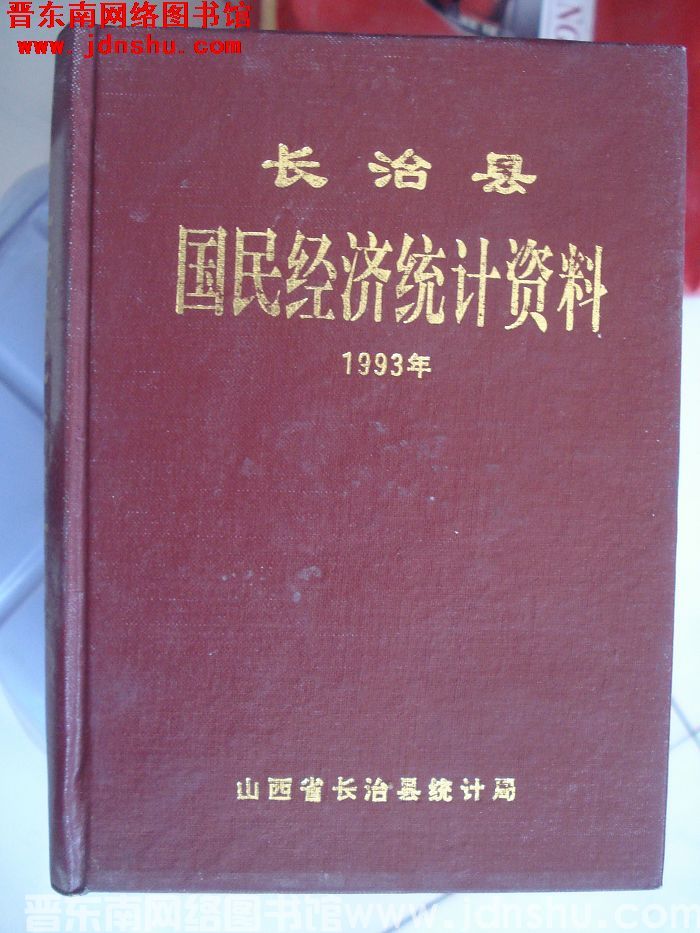 晋东南网络图书馆
www.jdnshu.com
长治县
国民经济统计资料
1993年
山西省长治县统计局
晋东南网络图书馆www.jdnshu.com